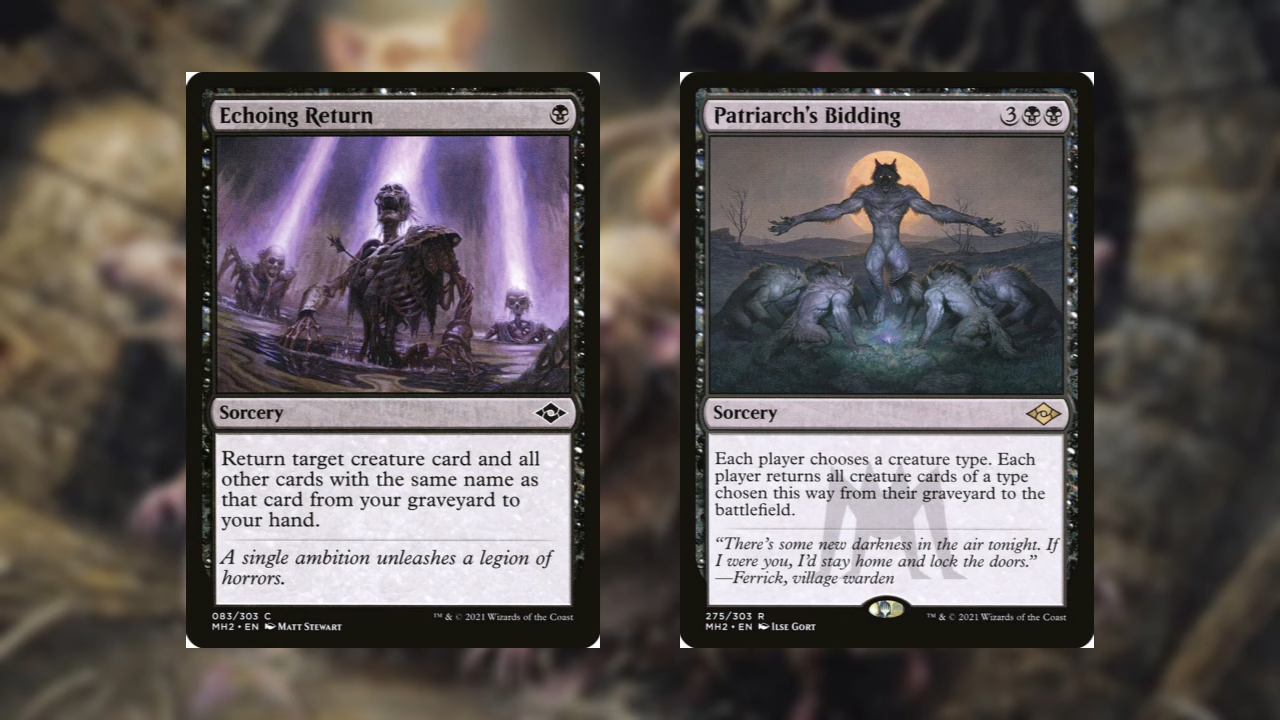 Echoing Return
Sorcery
Return target creature card and all
other cards with the same name as
that card from your graveyard to
your hand.
A single ambition unleashes a legion of
horrors.
083/303 C
MH2 • EN Matt Stewart
™ & © 2021 Wizards of the Coast
Patriarch's Bidding 3
Sorcery
Each player chooses a creature type. Each
player returns all creature cards of a type
chosen this way from their graveyard to the
battlefield.
“There's some new darkness in the air tonight. If
I were you, I'd stay home and lock the doors.”
—Ferrick, village warden
275/303 R
MH2 • EN Ilse Gort
™ & © 2021 Wizards of the Coast